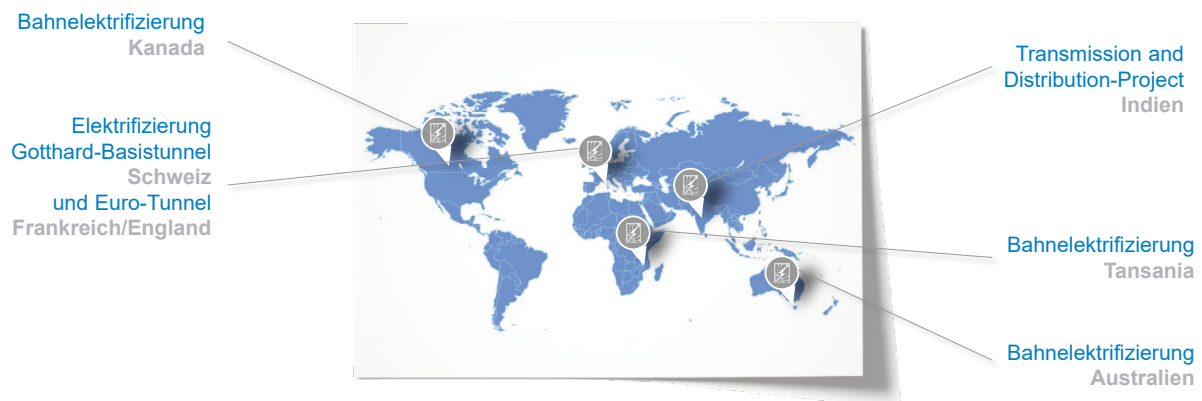 Bahnelektrifizierung
Kanada
Elektrifizierung
Gotthard-Basistunnel
Schweiz
und Euro-Tunnel
Frankreich/England
Transmission and
Distribution-Project
Indien
Bahnelektrifizierung
Tansania
Bahnelektrifizierung
Australien